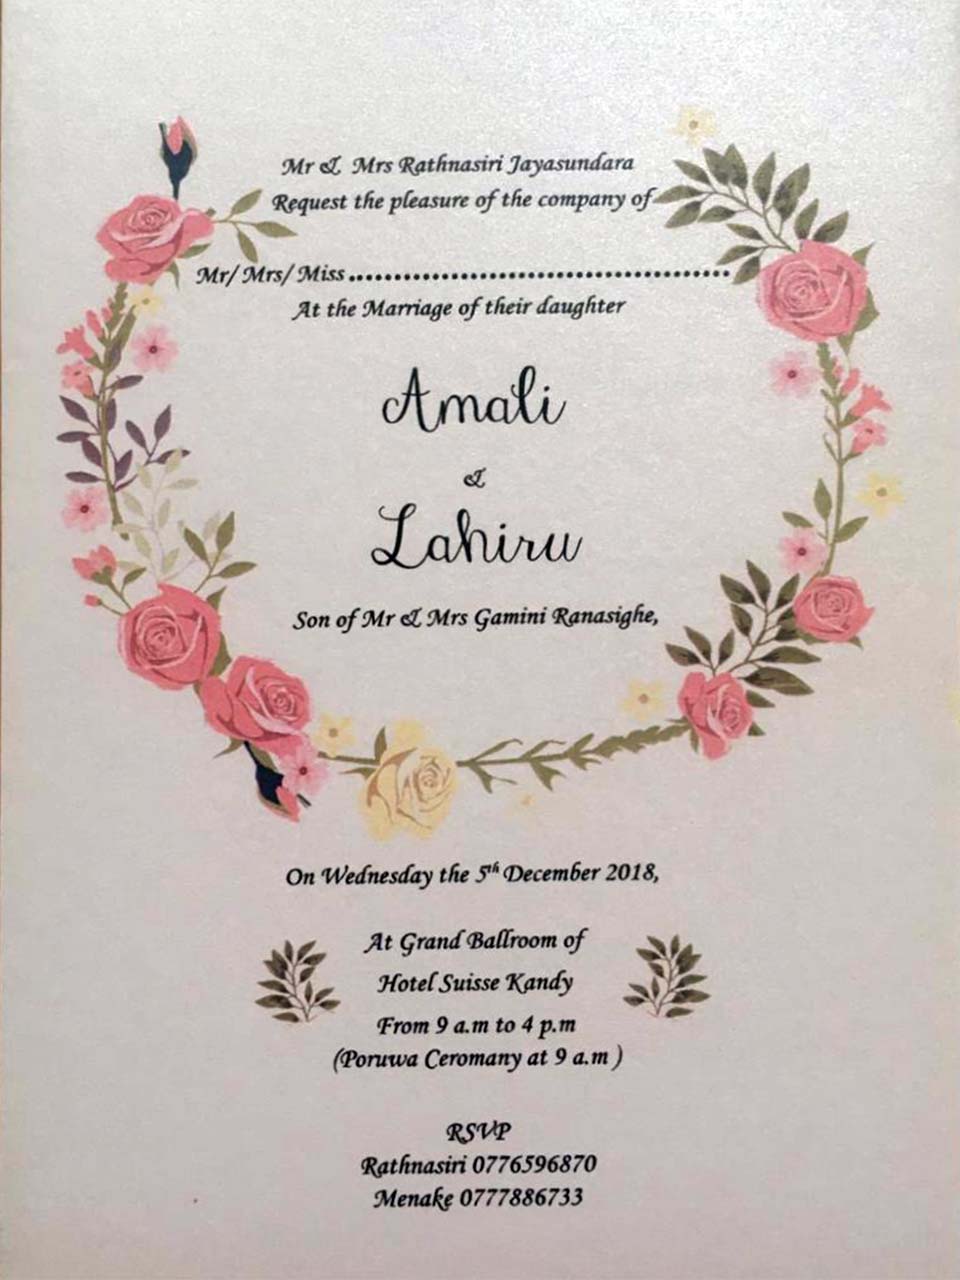 Mr & Mrs Rathnasiri Jayasundara
Request the pleasure of the company of
Mr/ Mrs/ Miss ...........................................
At the Marriage of their daughter
Amali
&
Lahiru
Son of Mr & Mrs Gamini Ranasighe,
On Wednesday the 5th December 2018,
At Grand Ballroom of
Hotel Suisse Kandy
From 9 a.m to 4 p.m
(Poruwa Ceromany at 9 a.m )
RSVP
Rathnasiri 0776596870
Menake 0777886733